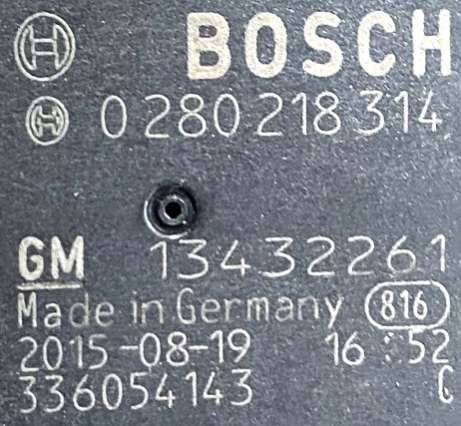 BOSCH
0 280 218 314
GM 13432261
Made in Germany 816
2015-08-19 16:52
336054143 C